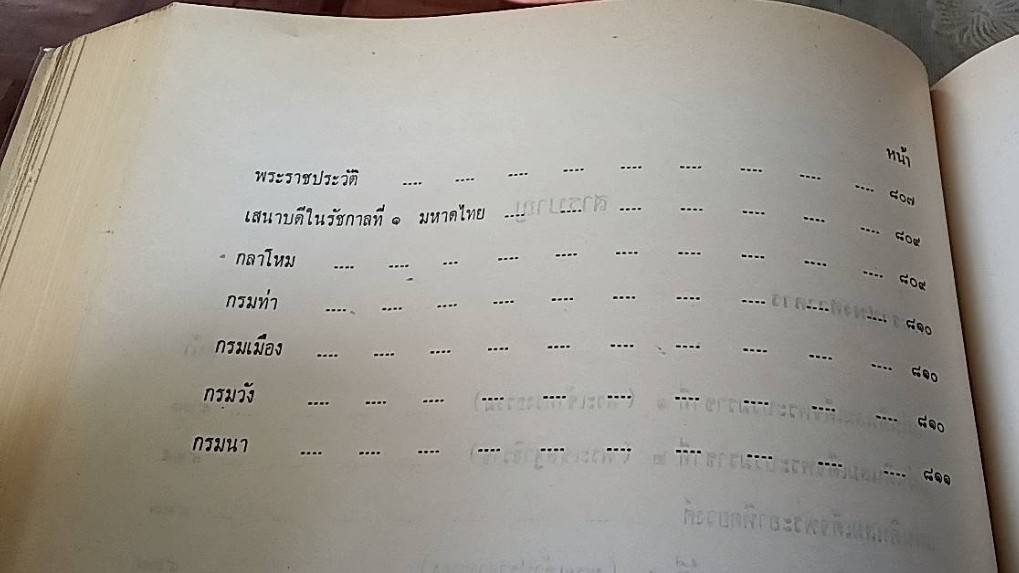 หน้า
พระราชประวัติ .... .... .... .... .... .... .... .... .... ๘๐๗
เสนาบดีในรัชกาลที่ ๑ มหาดไทย .... .... .... .... .... .... .... ๘๐๙
กลาโหม .... .... ... .... .... .... .... .... .... .... ๘๐๙
กรมท่า .... .... .... .... .... .... .... .... .... .... ๘๑๐
กรมเมือง .... .... .... .... .... .... .... .... .... .... ๘๑๐
กรมวัง .... .... .... .... .... .... .... .... .... .... ๘๑๐
กรมนา .... .... .... .... .... .... .... .... .... .... ๘๑๑